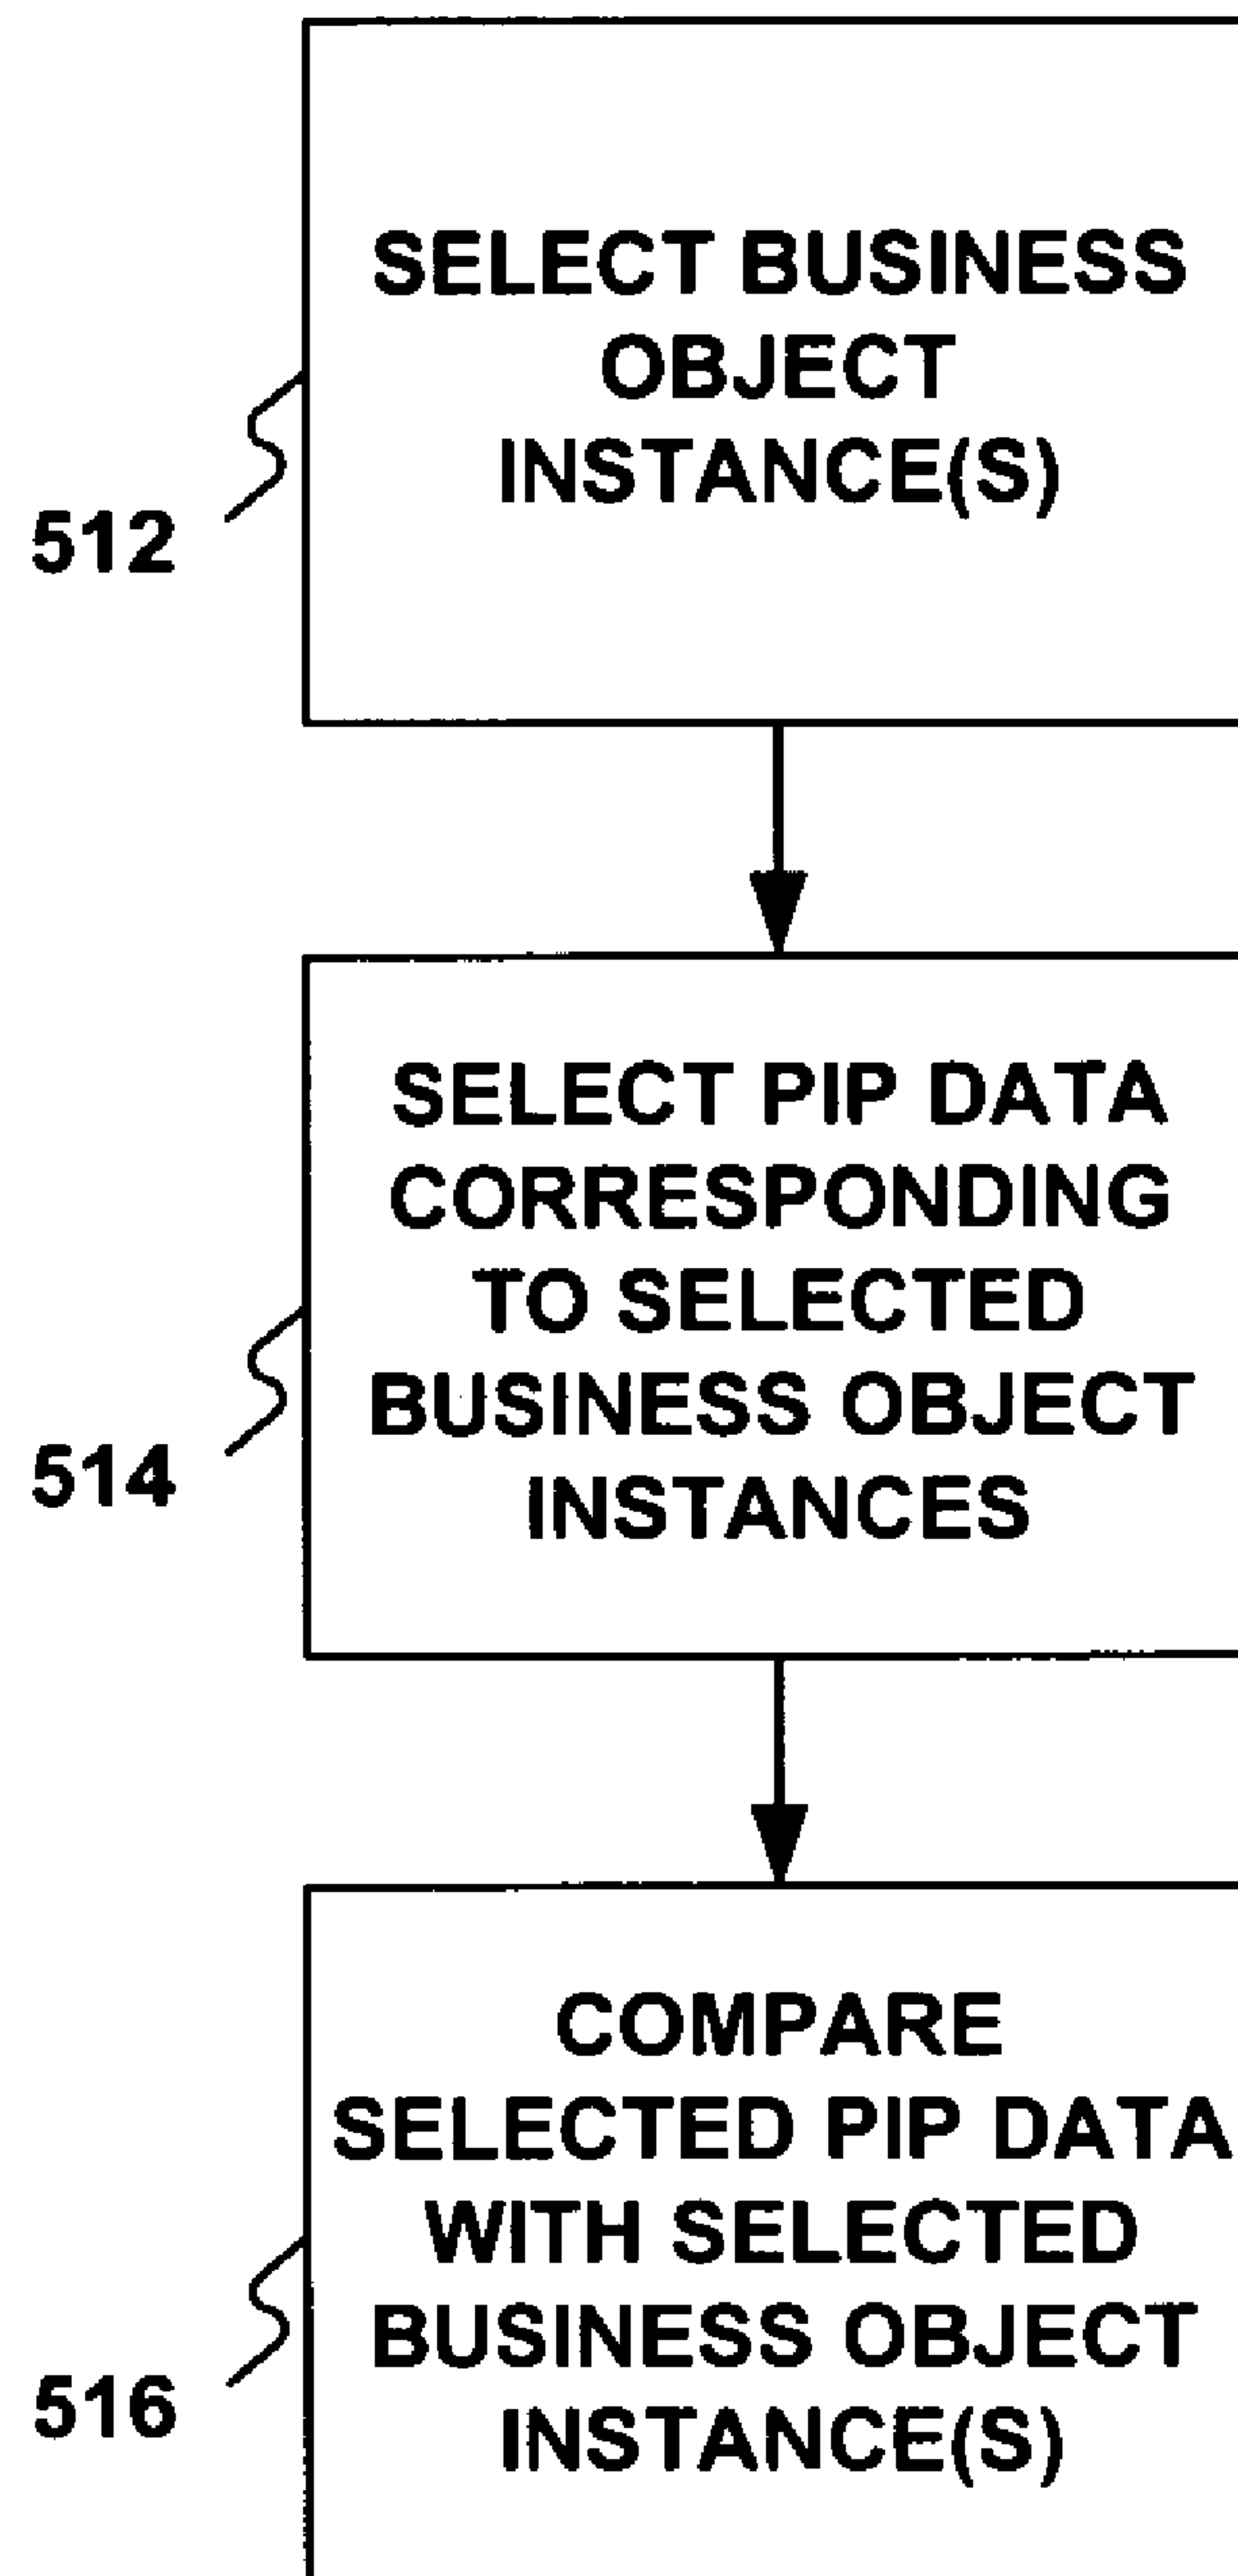 SELECT BUSINESS
OBJECT
INSTANCE(S)
512
SELECT PIP DATA
CORRESPONDING
TO SELECTED
BUSINESS OBJECT
INSTANCES
514
COMPARE
SELECTED PIP DATA
WITH SELECTED
BUSINESS OBJECT
INSTANCE(S)
516